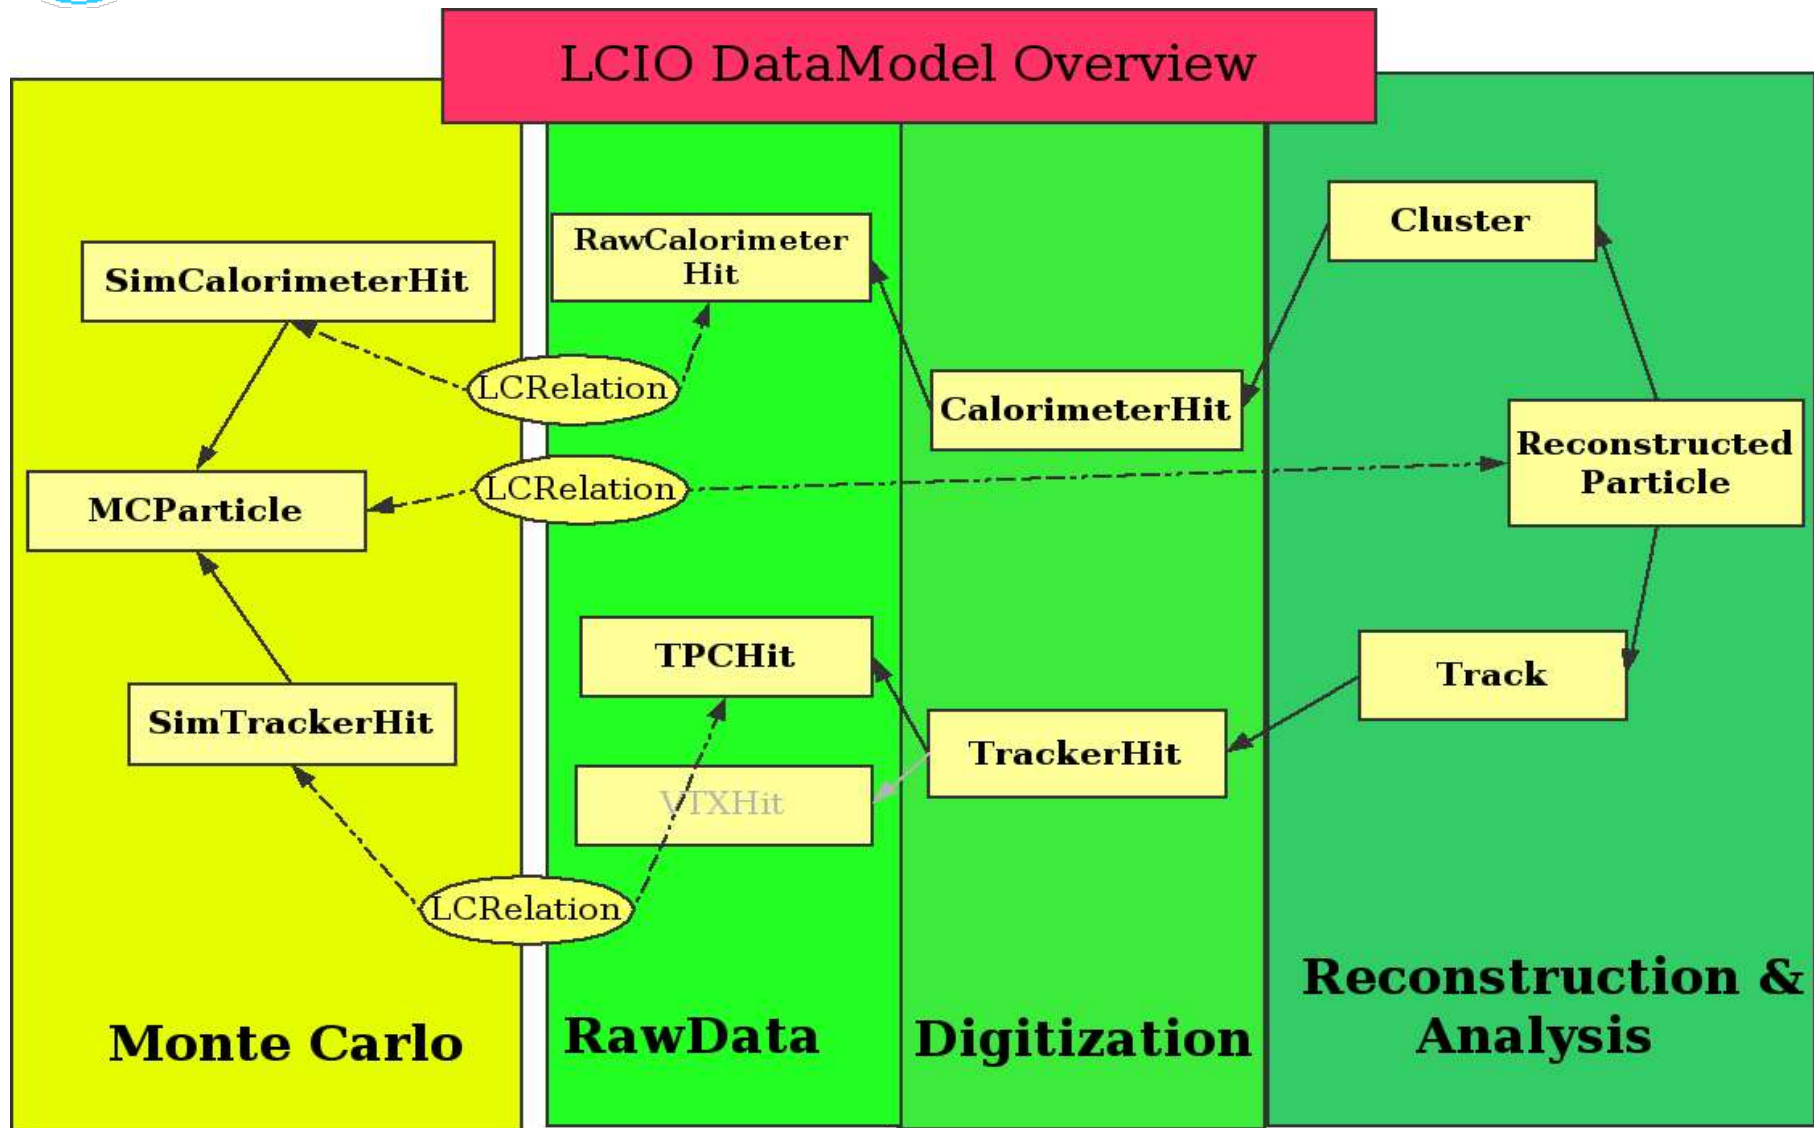 LCIO DataModel Overview
SimCalorimeterHit
MCParticle
SimTrackerHit
Monte Carlo
LCRelation
LCRelation
LCRelation
RawCalorimeter
Hit
TPCHit
VTXHit
RawData
CalorimeterHit
TrackerHit
Digitization
Cluster
Reconstructed
Particle
Track
Reconstruction &
Analysis